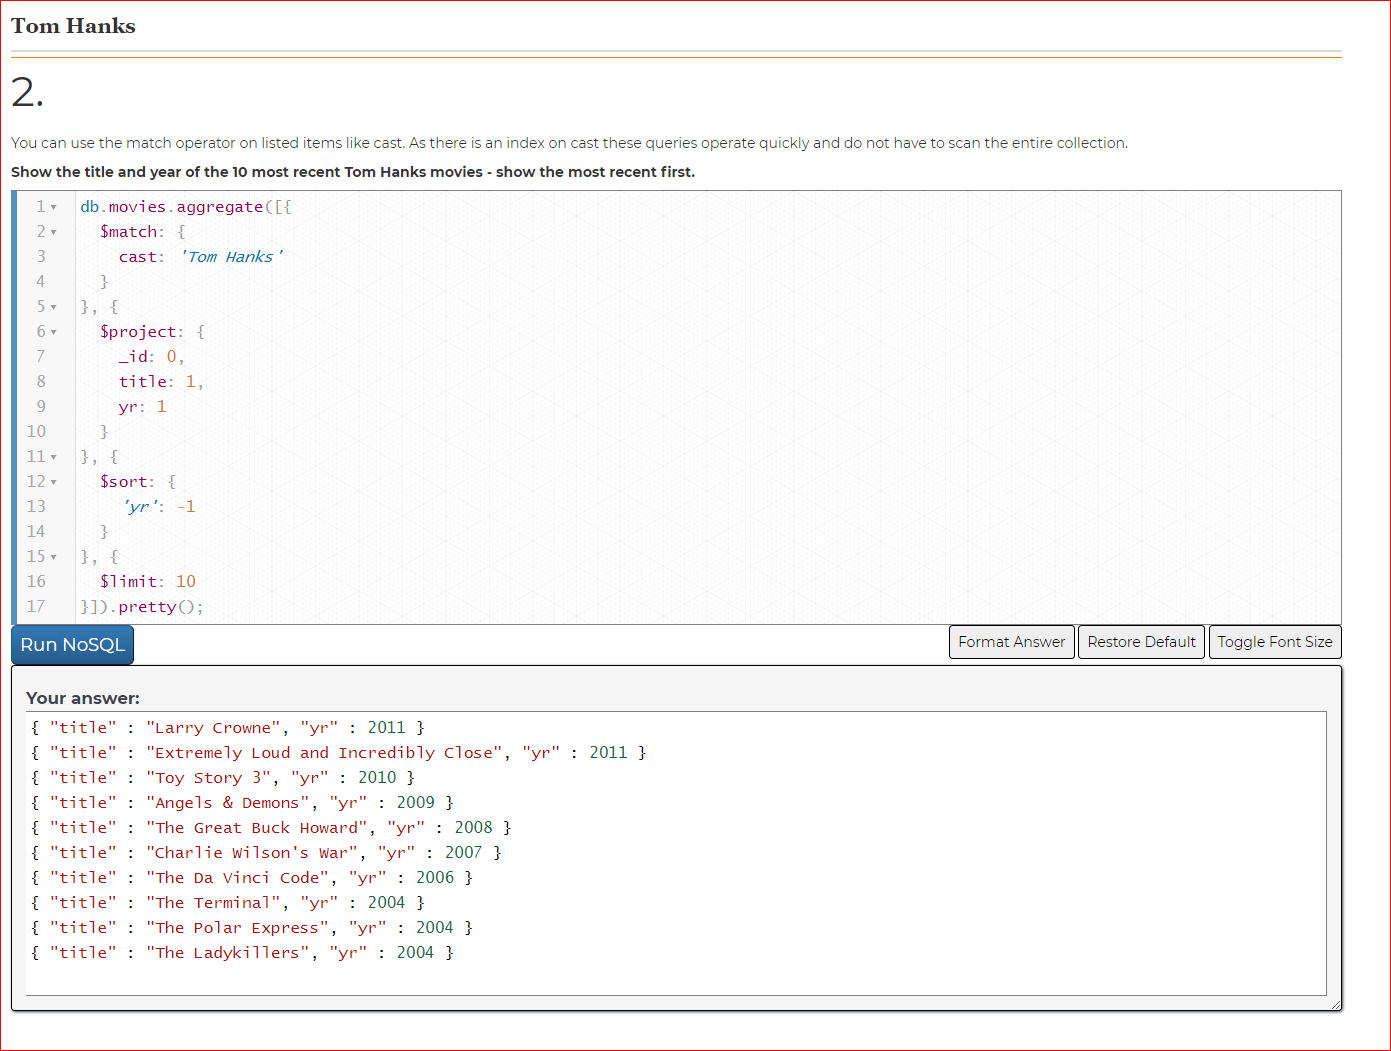 Tom Hanks
2.
You can use the match operator on listed items like cast. As there is an index on cast these queries operate quickly and do not have to scan the entire collection.
Show the title and year of the 10 most recent Tom Hanks movies - show the most recent first.
1 db.movies.aggregate([{
2   $match: {
3     cast: 'Tom Hanks'
4   }
5 }, {
6   $project: {
7     _id: 0,
8     title: 1,
9     yr: 1
10   }
11 }, {
12   $sort: {
13     'yr': -1
14   }
15 }, {
16   $limit: 10
17 }]).pretty();
Run NoSQL Format Answer Restore Default Toggle Font Size
Your answer:
{ "title" : "Larry Crowne", "yr" : 2011 }
{ "title" : "Extremely Loud and Incredibly Close", "yr" : 2011 }
{ "title" : "Toy Story 3", "yr" : 2010 }
{ "title" : "Angels & Demons", "yr" : 2009 }
{ "title" : "The Great Buck Howard", "yr" : 2008 }
{ "title" : "Charlie Wilson's War", "yr" : 2007 }
{ "title" : "The Da Vinci Code", "yr" : 2006 }
{ "title" : "The Terminal", "yr" : 2004 }
{ "title" : "The Polar Express", "yr" : 2004 }
{ "title" : "The Ladykillers", "yr" : 2004 }